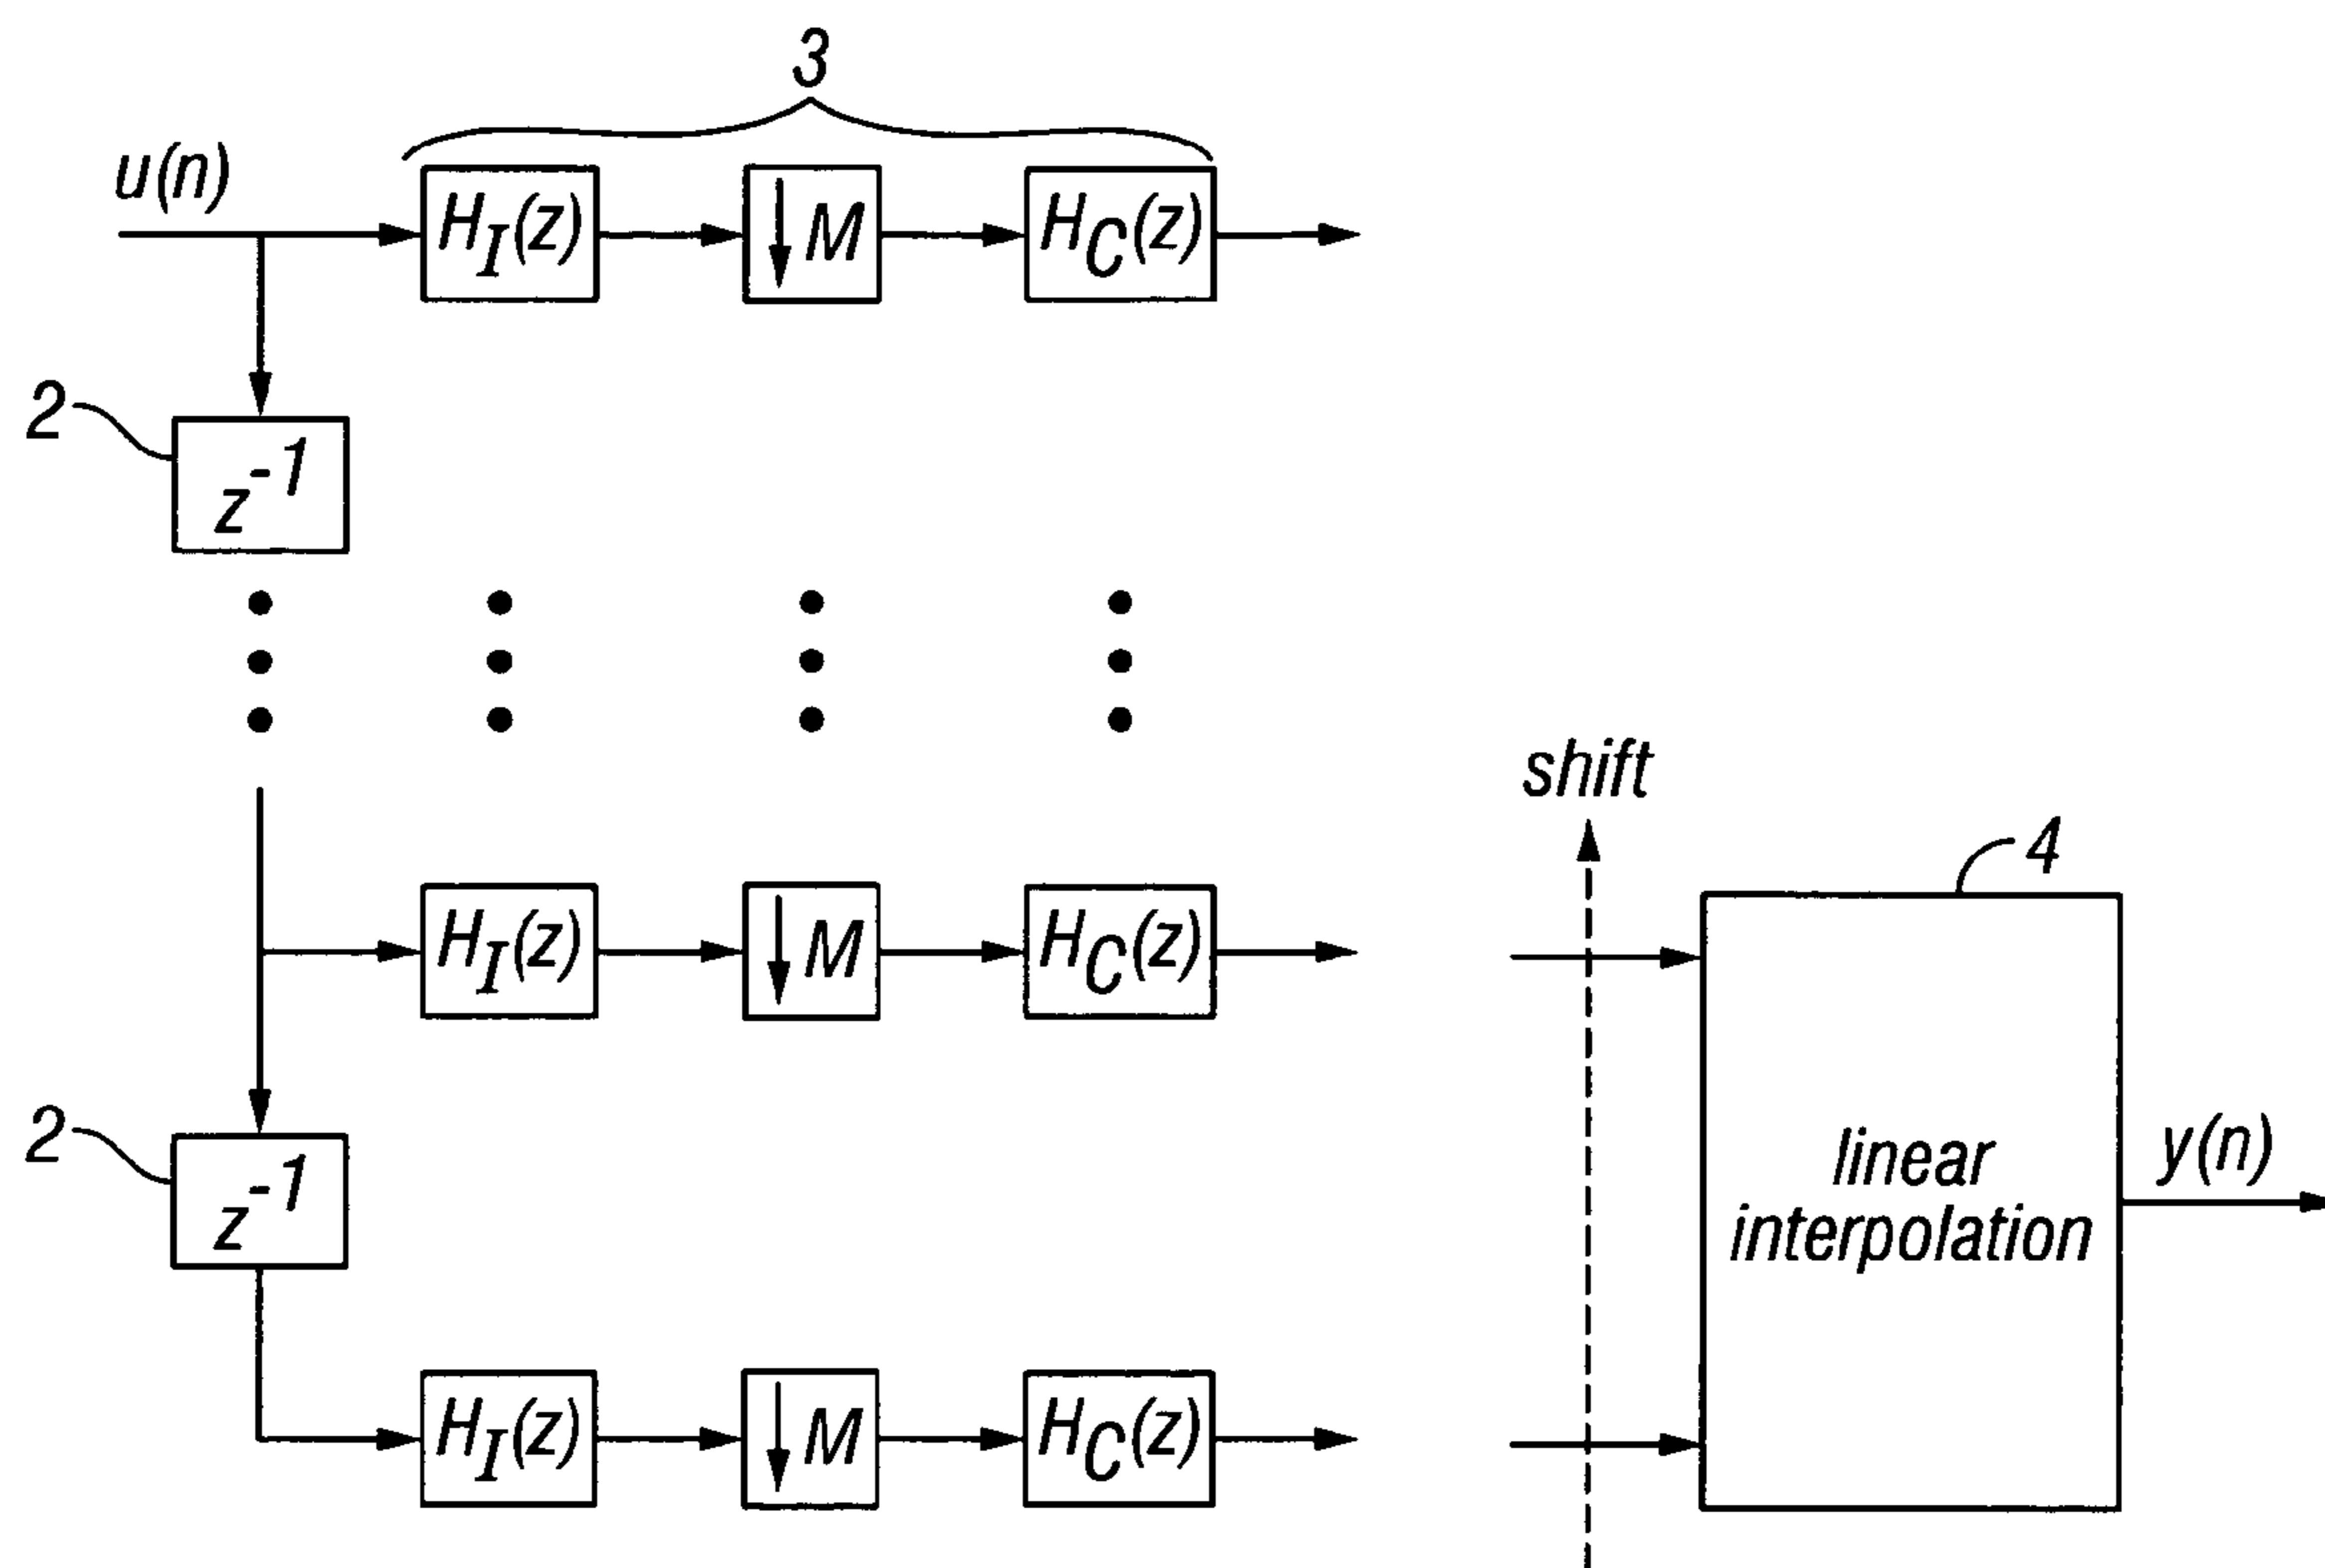 3
u(n)
H_I(z) ↓M H_C(z)
2
z^-1
shift
4
H_I(z) ↓M H_C(z)
2
z^-1
linear
interpolation
y(n)
H_I(z) ↓M H_C(z)